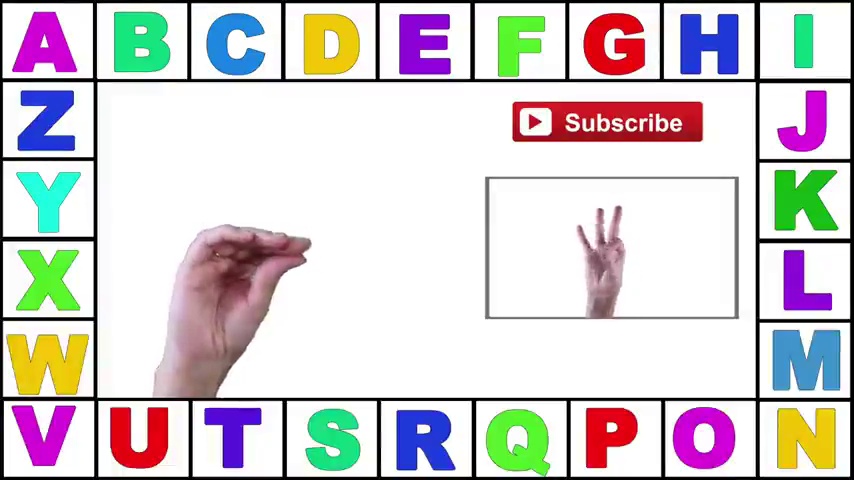 A B C D E F G H I
Z J
Subscribe
Y K
X L
W M
V U T S R Q P O N